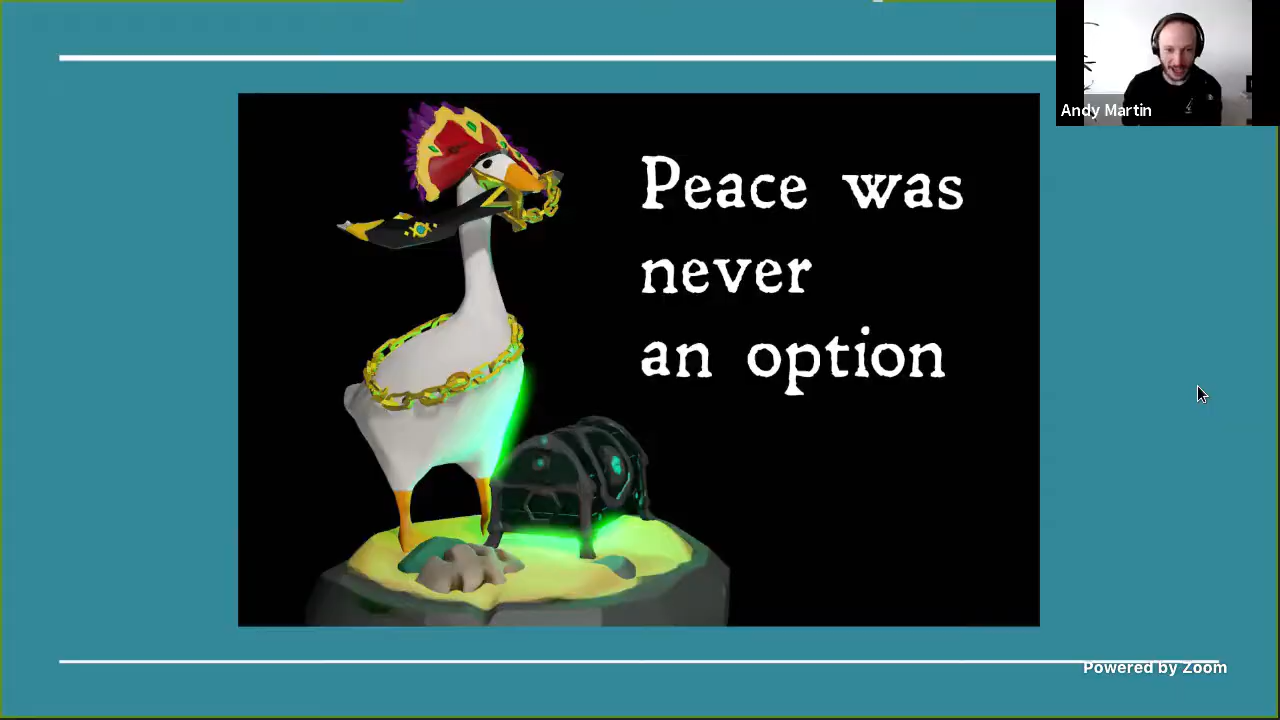 Andy Martin
Peace was
never
an option
Powered by Zoom